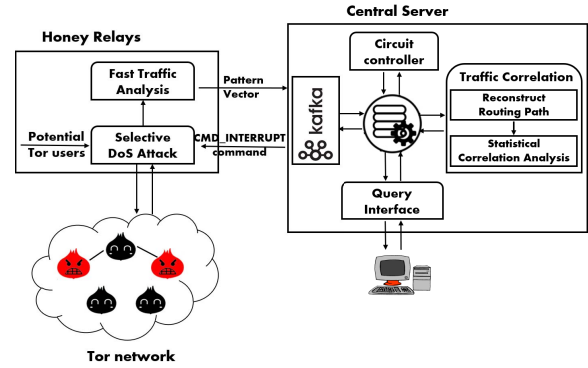 Central Server
Honey Relays
Circuit
controller
Fast Traffic
Analysis
Pattern
Vector
kafka
Traffic Correlation
Reconstruct
Routing Path
Potential
Tor users
Selective
DoS Attack
CMD_INTERRUPT
command
Statistical
Correlation Analysis
Query
Interface
Tor network